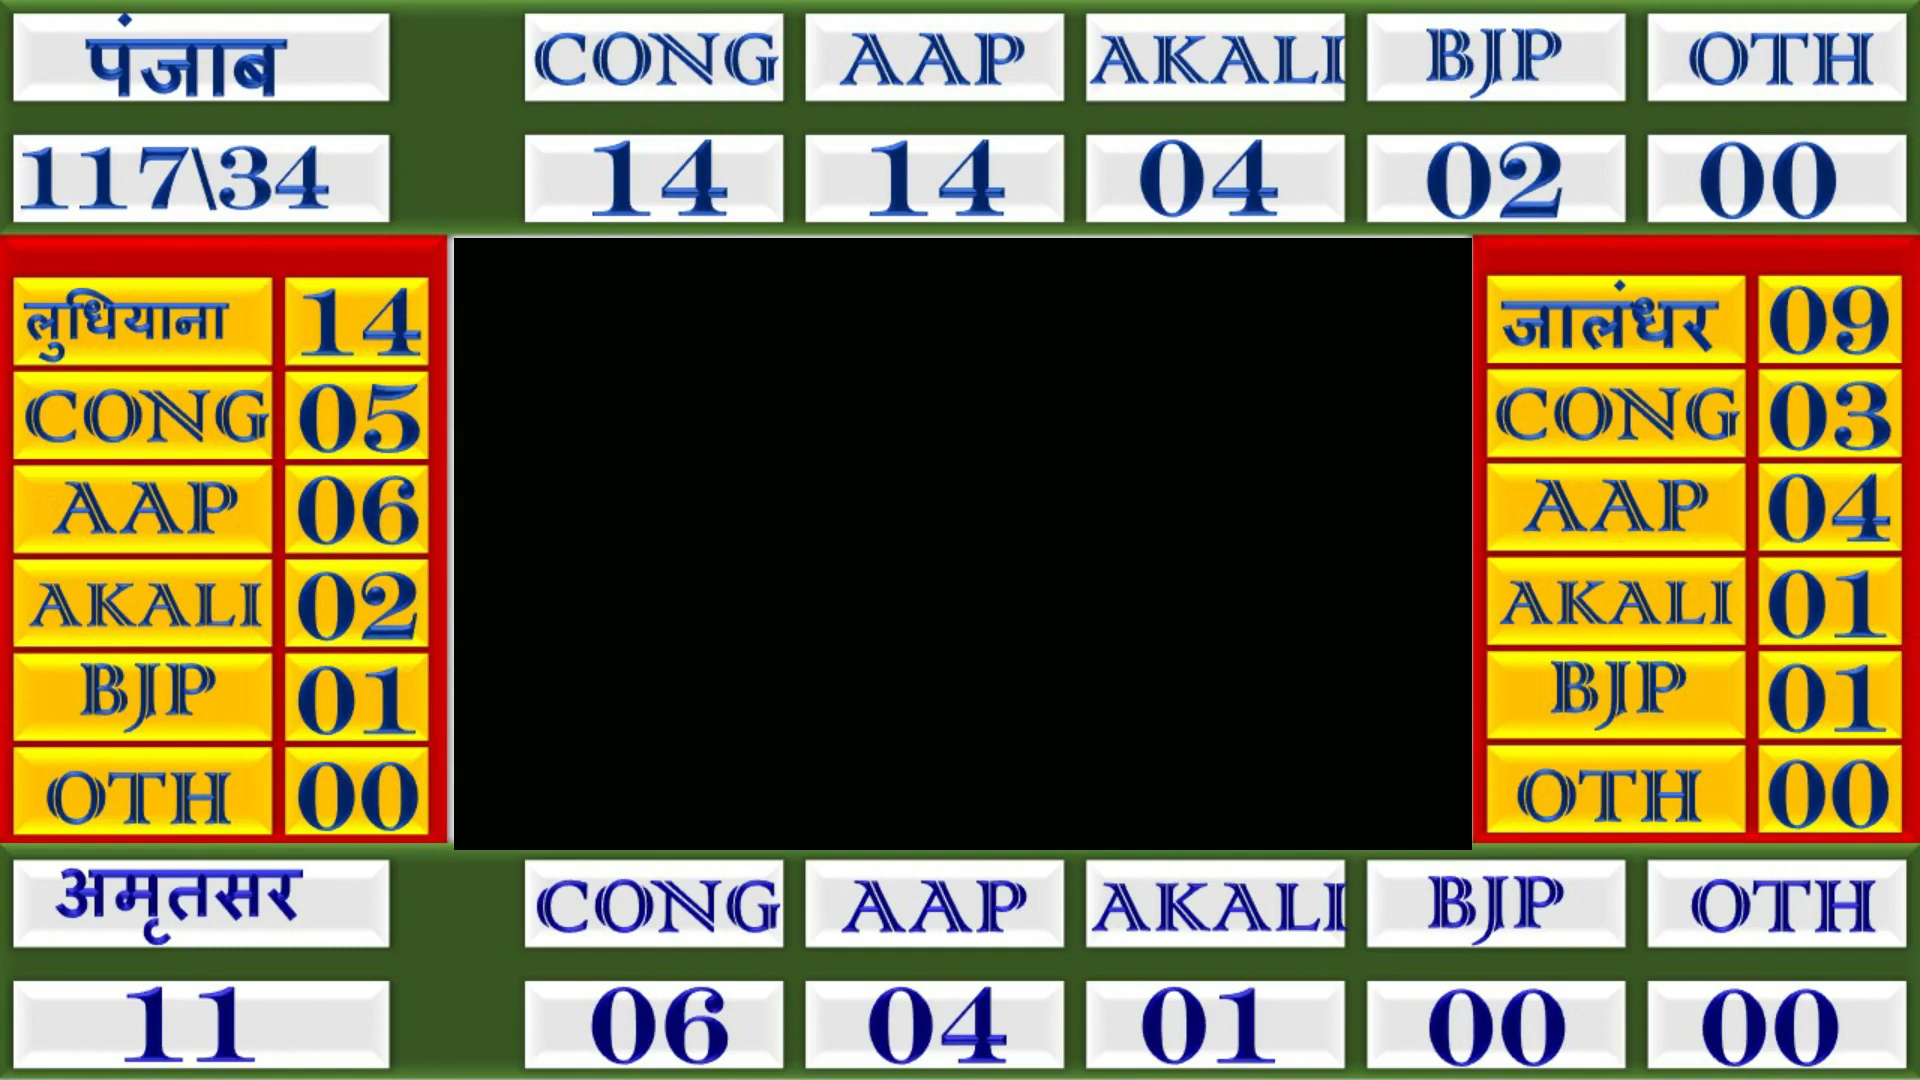 पंजाब CONG AAP AKALI BJP OTH
117\34 14 14 04 02 00
लुधियाना 14
CONG 05
AAP 06
AKALI 02
BJP 01
OTH 00
जालंधर 09
CONG 03
AAP 04
AKALI 01
BJP 01
OTH 00
अमृतसर CONG AAP AKALI BJP OTH
11 06 04 01 00 00